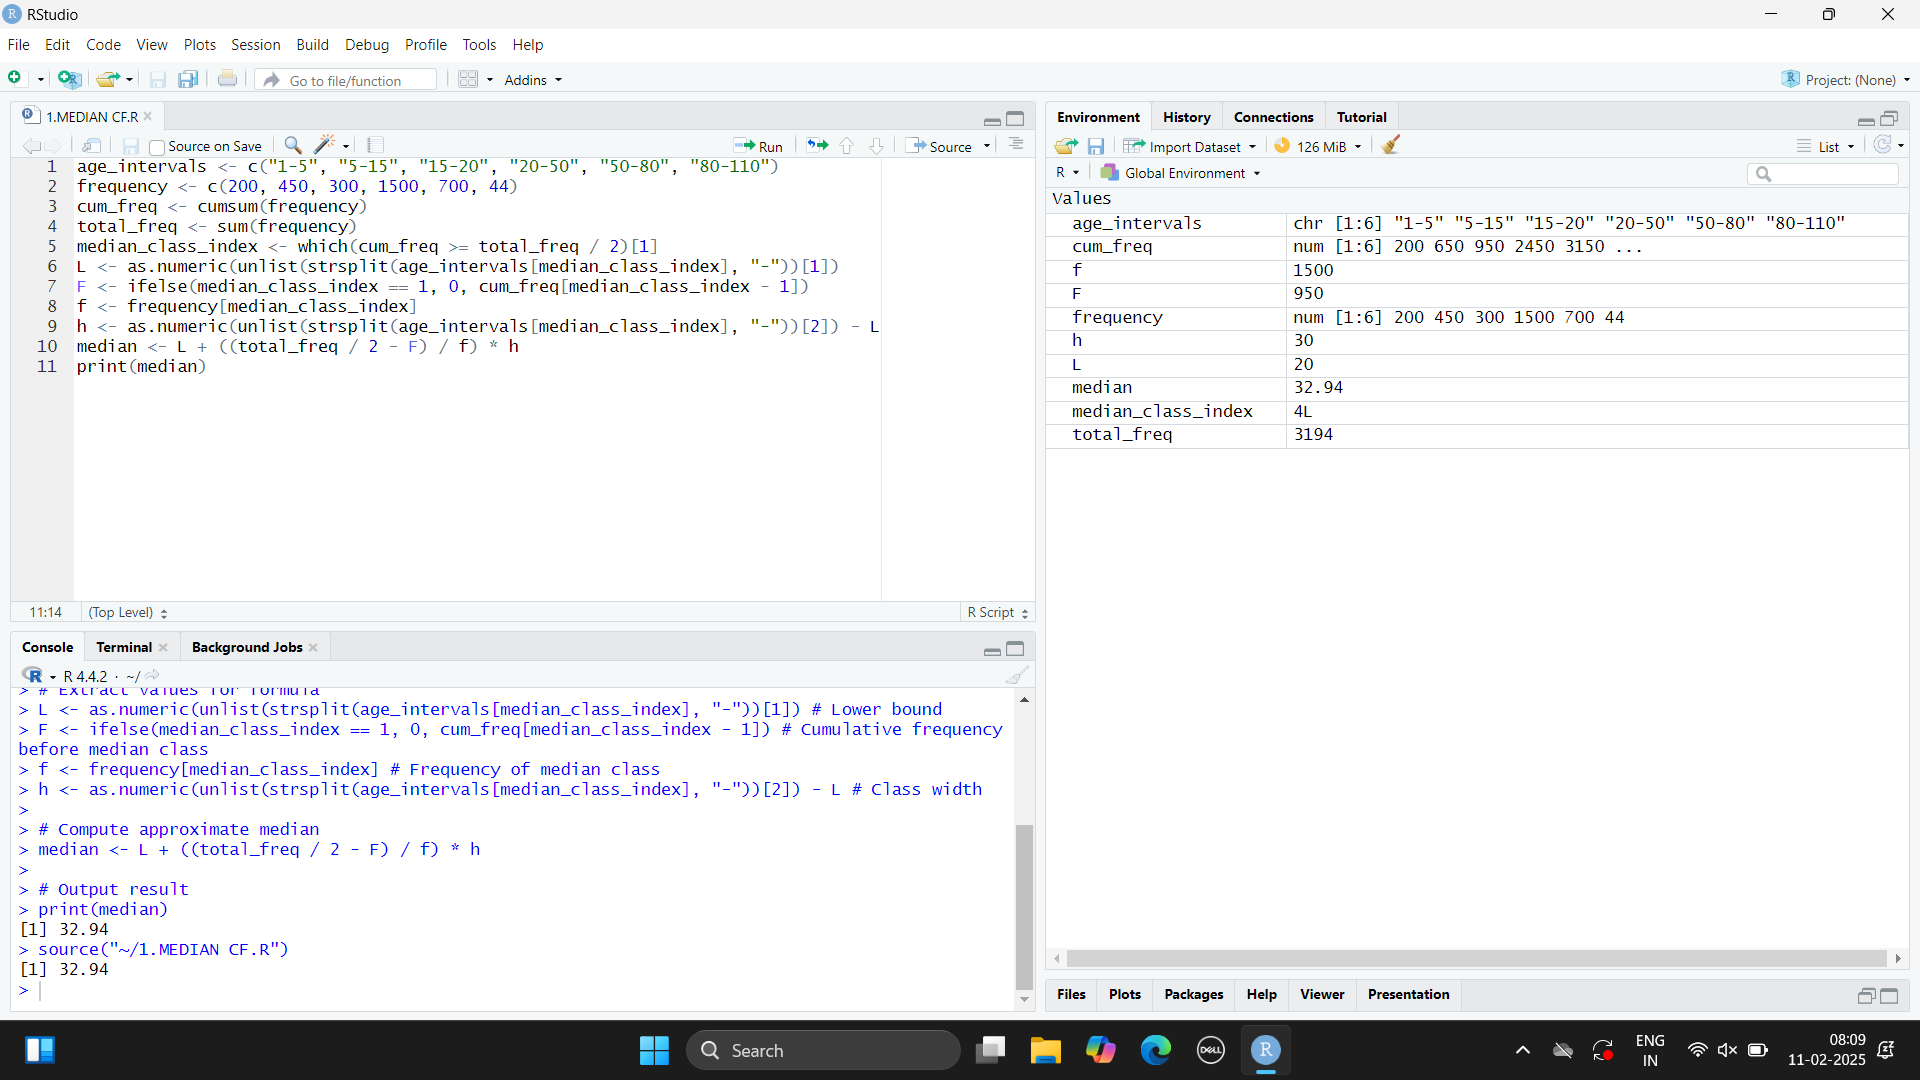 RStudio
File Edit Code View Plots Session Build Debug Profile Tools Help
Go to file/function Addins Project: (None)
1.MEDIAN CF.R
Source on Save Run Source
1 age_intervals <- c("1-5", "5-15", "15-20", "20-50", "50-80", "80-110")
2 frequency <- c(200, 450, 300, 1500, 700, 44)
3 cum_freq <- cumsum(frequency)
4 total_freq <- sum(frequency)
5 median_class_index <- which(cum_freq >= total_freq / 2)[1]
6 L <- as.numeric(unlist(strsplit(age_intervals[median_class_index], "-"))[1])
7 F <- ifelse(median_class_index == 1, 0, cum_freq[median_class_index - 1])
8 f <- frequency[median_class_index]
9 h <- as.numeric(unlist(strsplit(age_intervals[median_class_index], "-"))[2]) - L
10 median <- L + ((total_freq / 2 - F) / f) * h
11 print(median)
11:14 (Top Level) R Script
Console Terminal Background Jobs
R R 4.4.2 · ~/
> # Extract values for formula
> L <- as.numeric(unlist(strsplit(age_intervals[median_class_index], "-"))[1]) # Lower bound
> F <- ifelse(median_class_index == 1, 0, cum_freq[median_class_index - 1]) # Cumulative frequency
before median class
> f <- frequency[median_class_index] # Frequency of median class
> h <- as.numeric(unlist(strsplit(age_intervals[median_class_index], "-"))[2]) - L # Class width
>
> # Compute approximate median
> median <- L + ((total_freq / 2 - F) / f) * h
>
> # Output result
> print(median)
[1] 32.94
> source("~/1.MEDIAN CF.R")
[1] 32.94
>
Environment History Connections Tutorial
Import Dataset 126 MiB List
R Global Environment
Values
age_intervals chr [1:6] "1-5" "5-15" "15-20" "20-50" "50-80" "80-110"
cum_freq num [1:6] 200 650 950 2450 3150 ...
f 1500
F 950
frequency num [1:6] 200 450 300 1500 700 44
h 30
L 20
median 32.94
median_class_index 4L
total_freq 3194
Files Plots Packages Help Viewer Presentation
Search
DELL
R
ENG
IN
08:09
11-02-2025